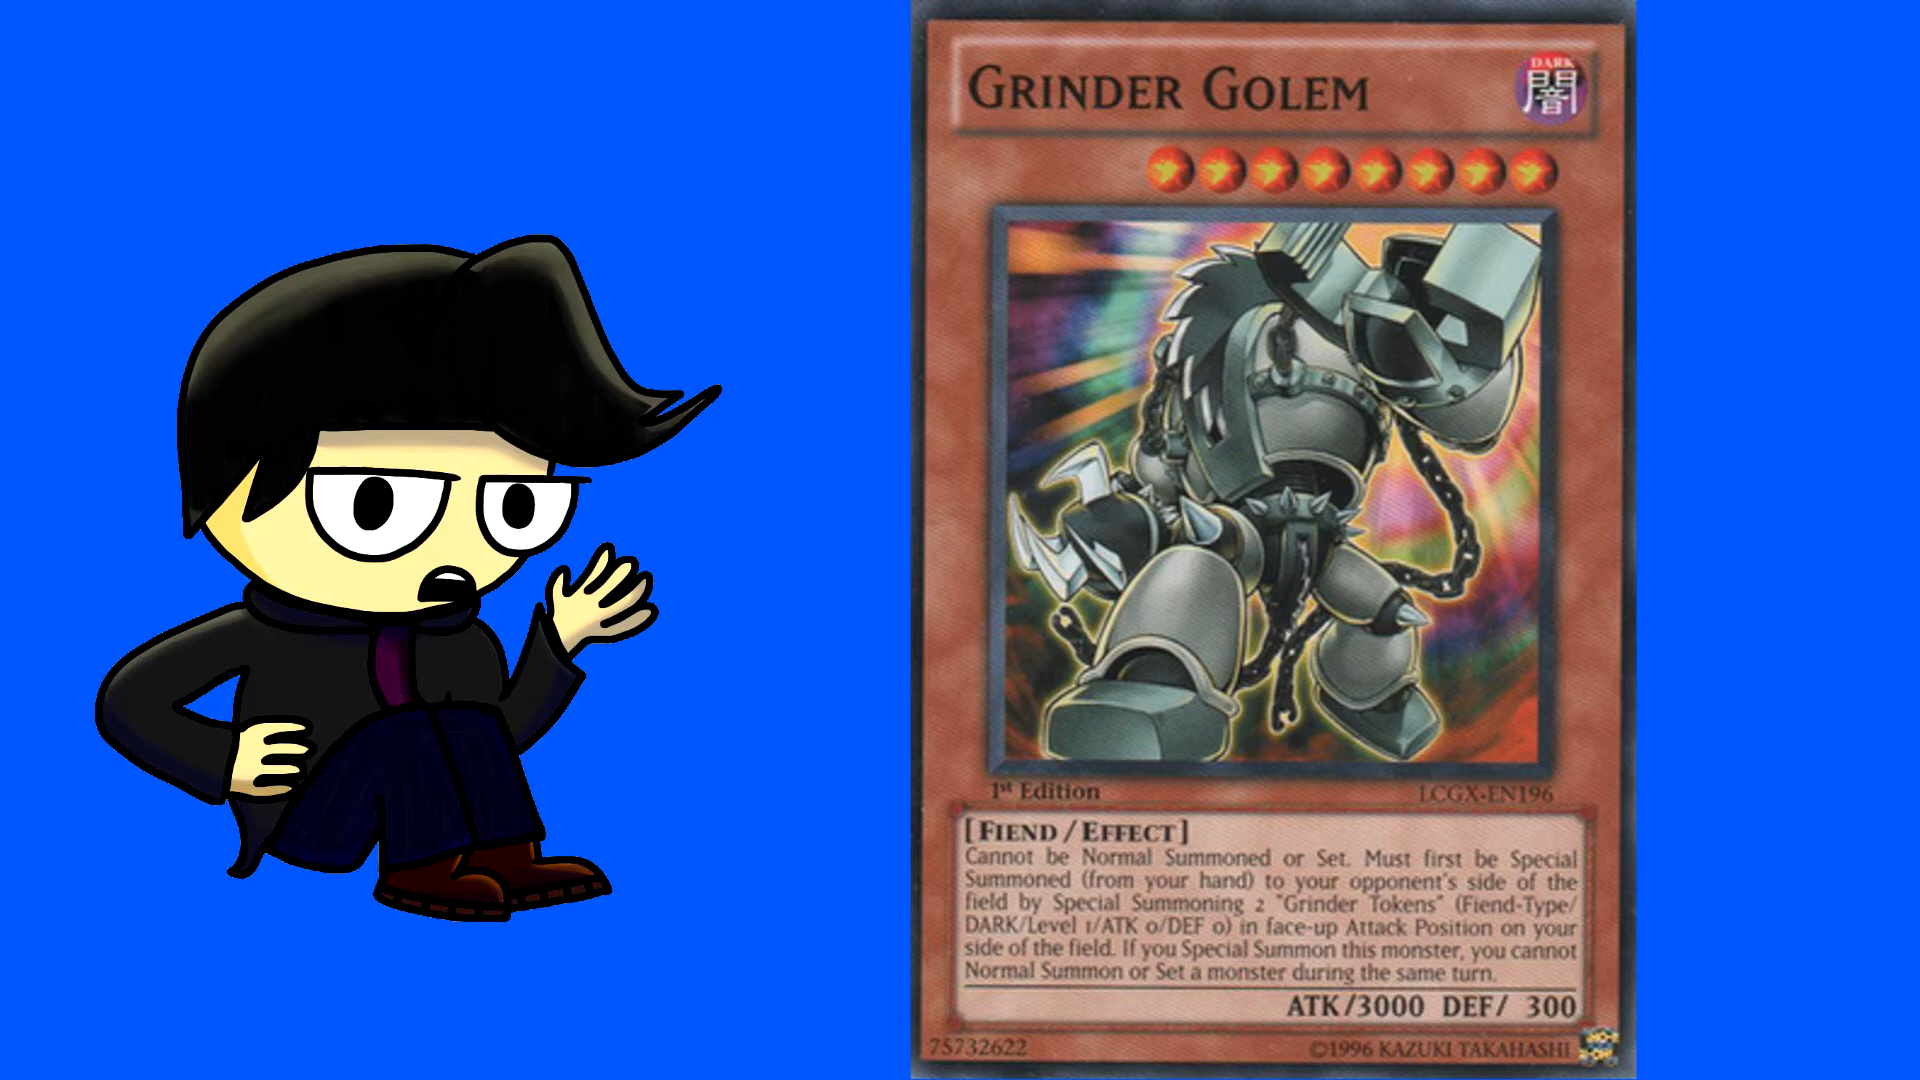 GRINDER GOLEM
DARK
闇
1st Edition
LCGX-EN196
[FIEND/EFFECT]
Cannot be Normal Summoned or Set. Must first be Special
Summoned (from your hand) to your opponent's side of the
field by Special Summoning 2 "Grinder Tokens" (Fiend-Type/
DARK/Level 1/ATK 0/DEF 0) in face-up Attack Position on your
side of the field. If you Special Summon this monster, you cannot
Normal Summon or Set a monster during the same turn.
ATK/3000 DEF/ 300
75732622
©1996 KAZUKI TAKAHASHI